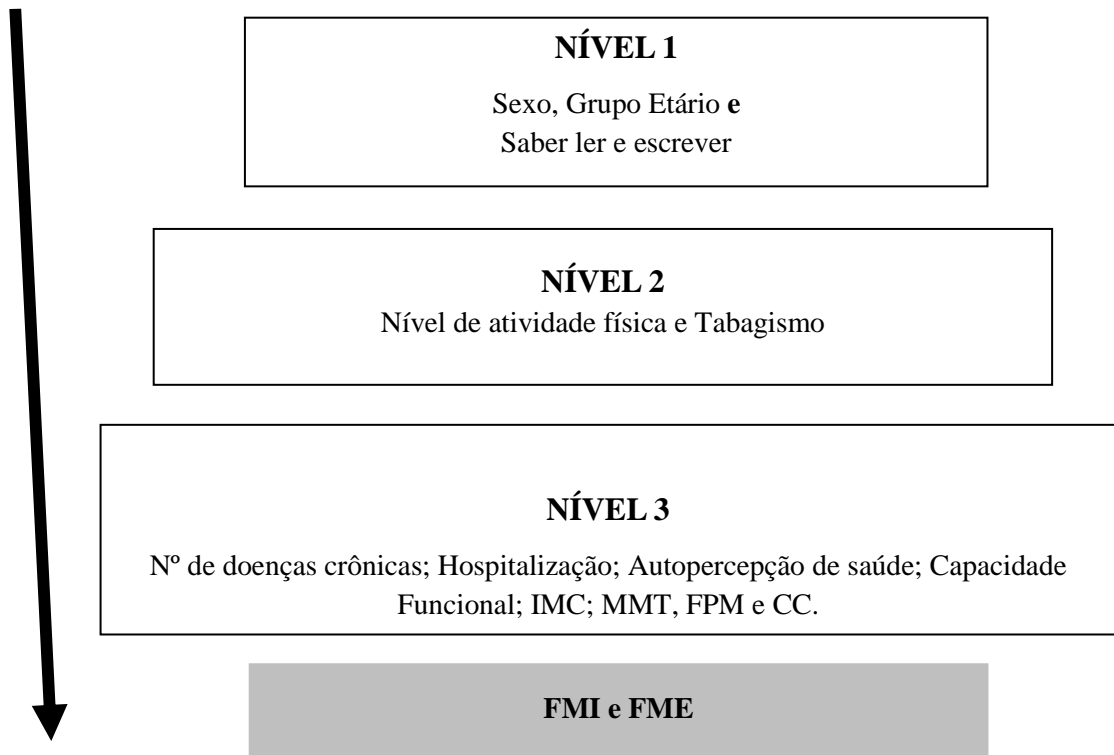 NÍVEL 1
Sexo, Grupo Etário e
Saber ler e escrever
NÍVEL 2
Nível de atividade física e Tabagismo
NÍVEL 3
Nº de doenças crônicas; Hospitalização; Autopercepção de saúde; Capacidade
Funcional; IMC; MMT, FPM e CC.
FMI e FME